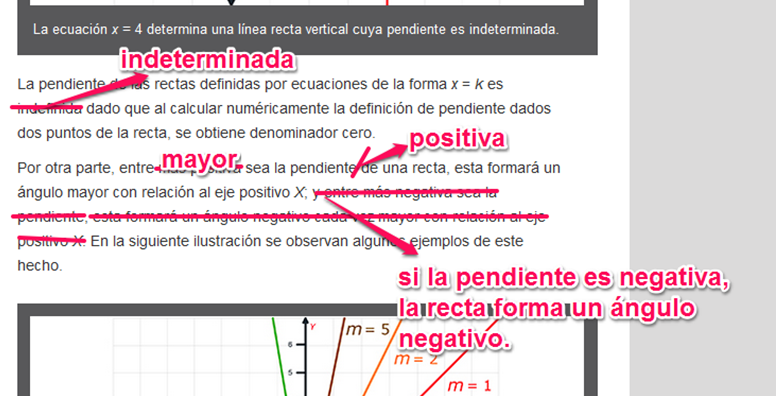 La ecuación x = 4 determina una línea recta vertical cuya pendiente es indeterminada.
indeterminada
La pendiente de las rectas definidas por ecuaciones de la forma x = k es
indefinida dado que al calcular numéricamente la definición de pendiente dados
dos puntos de la recta, se obtiene denominador cero.
positiva
mayor
Por otra parte, entre más positiva sea la pendiente de una recta, esta formará un
ángulo mayor con relación al eje positivo X; y entre más negativa sea la
pendiente, esta formará un ángulo negativo cada vez mayor con relación al eje
positivo X. En la siguiente ilustración se observan algunos ejemplos de este
hecho.
si la pendiente es negativa,
la recta forma un ángulo
negativo.
Y
m = 5
6
m = 2
5
m = 1